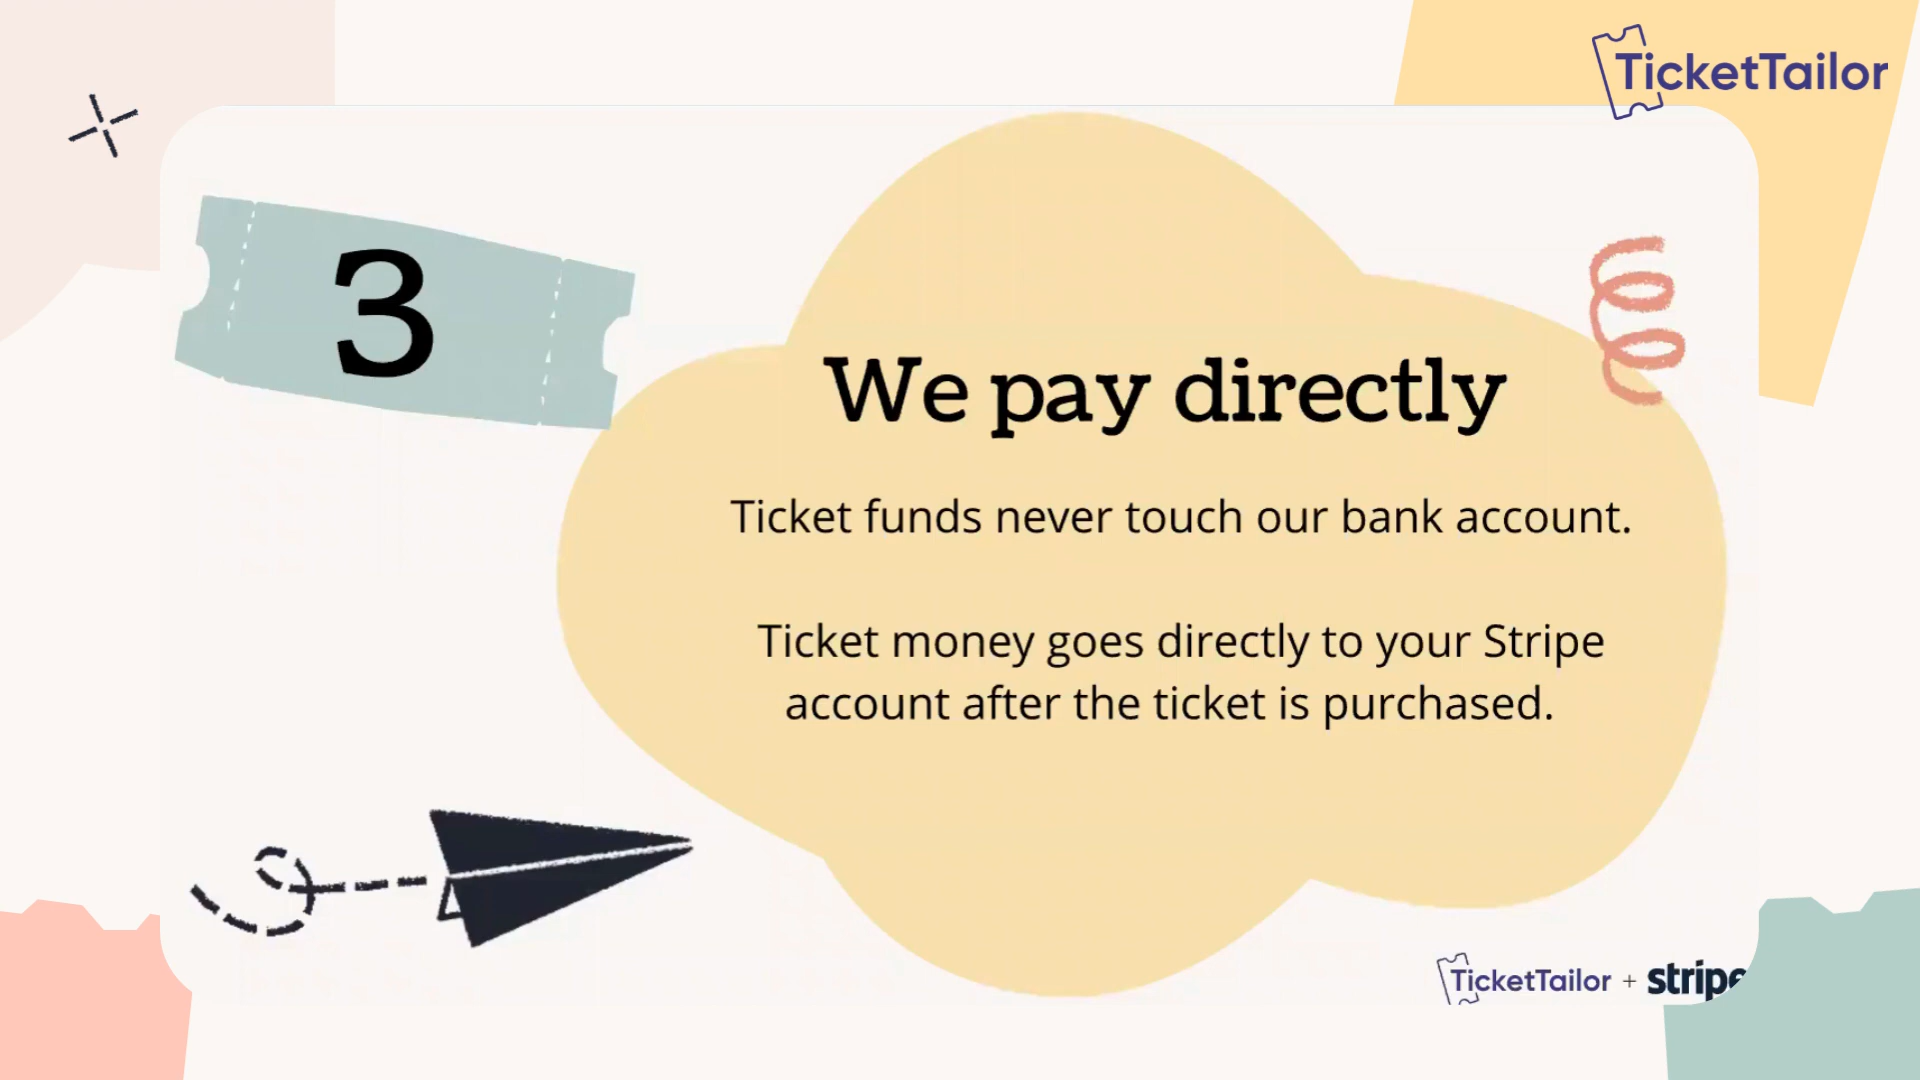 TicketTailor
3
We pay directly
Ticket funds never touch our bank account.
Ticket money goes directly to your Stripe
account after the ticket is purchased.
TicketTailor + stripe